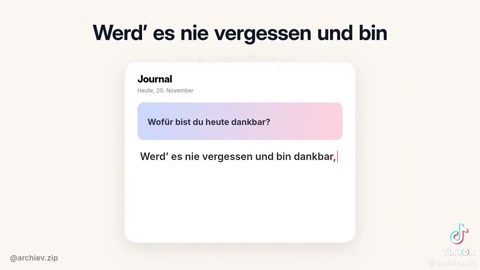 Werd’ es nie vergessen und bin
Journal
Heute, 20. November
Wofür bist du heute dankbar?
Werd’ es nie vergessen und bin dankbar,
@archiev.zip
TikTok